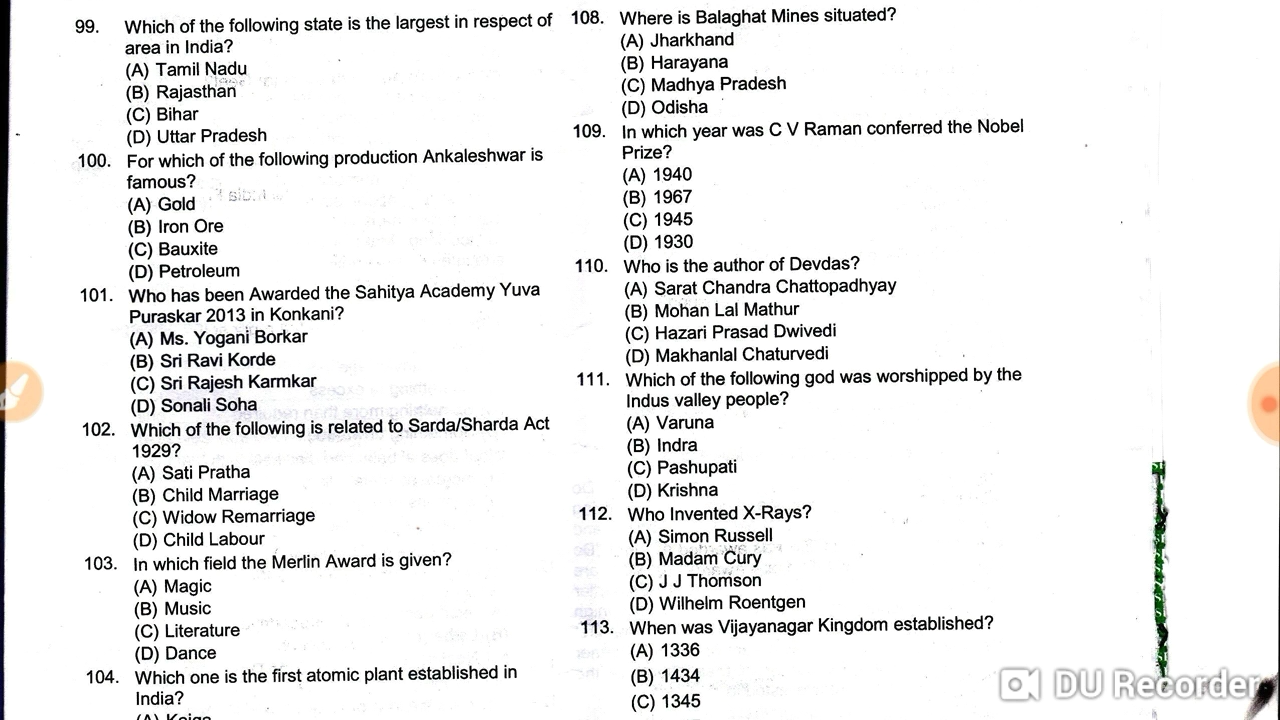 99. Which of the following state is the largest in respect of
area in India?
(A) Tamil Nadu
(B) Rajasthan
(C) Bihar
(D) Uttar Pradesh
100. For which of the following production Ankaleshwar is
famous?
(A) Gold
(B) Iron Ore
(C) Bauxite
(D) Petroleum
101. Who has been Awarded the Sahitya Academy Yuva
Puraskar 2013 in Konkani?
(A) Ms. Yogani Borkar
(B) Sri Ravi Korde
(C) Sri Rajesh Karmkar
(D) Sonali Soha
102. Which of the following is related to Sarda/Sharda Act
1929?
(A) Sati Pratha
(B) Child Marriage
(C) Widow Remarriage
(D) Child Labour
103. In which field the Merlin Award is given?
(A) Magic
(B) Music
(C) Literature
(D) Dance
104. Which one is the first atomic plant established in
India?
(A) Kaiga
108. Where is Balaghat Mines situated?
(A) Jharkhand
(B) Harayana
(C) Madhya Pradesh
(D) Odisha
109. In which year was C V Raman conferred the Nobel
Prize?
(A) 1940
(B) 1967
(C) 1945
(D) 1930
110. Who is the author of Devdas?
(A) Sarat Chandra Chattopadhyay
(B) Mohan Lal Mathur
(C) Hazari Prasad Dwivedi
(D) Makhanlal Chaturvedi
111. Which of the following god was worshipped by the
Indus valley people?
(A) Varuna
(B) Indra
(C) Pashupati
(D) Krishna
112. Who Invented X-Rays?
(A) Simon Russell
(B) Madam Cury
(C) J J Thomson
(D) Wilhelm Roentgen
113. When was Vijayanagar Kingdom established?
(A) 1336
(B) 1434
(C) 1345
DU Recorder